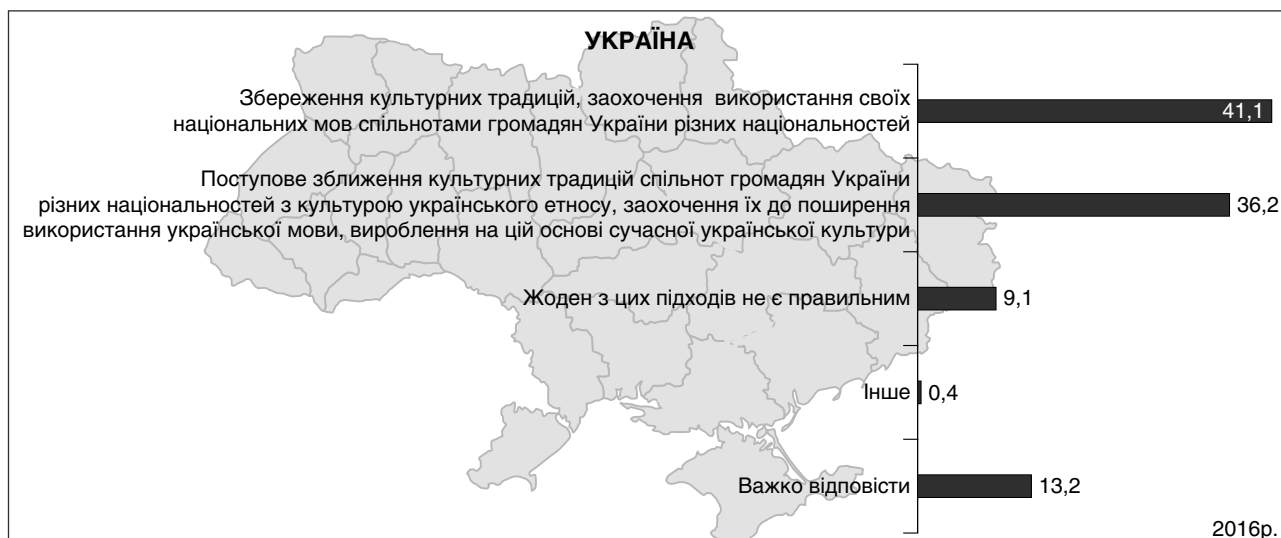 УКРАЇНА
Збереження культурних традицій, заохочення використання своїх
національних мов спільнотами громадян України різних національностей
41,1
Поступове зближення культурних традицій спільнот громадян України
різних національностей з культурою українського етносу, заохочення їх до поширення
використання української мови, вироблення на цій основі сучасної української культури
36,2
Жоден з цих підходів не є правильним
9,1
Інше
0,4
Важко відповісти
13,2
2016р.